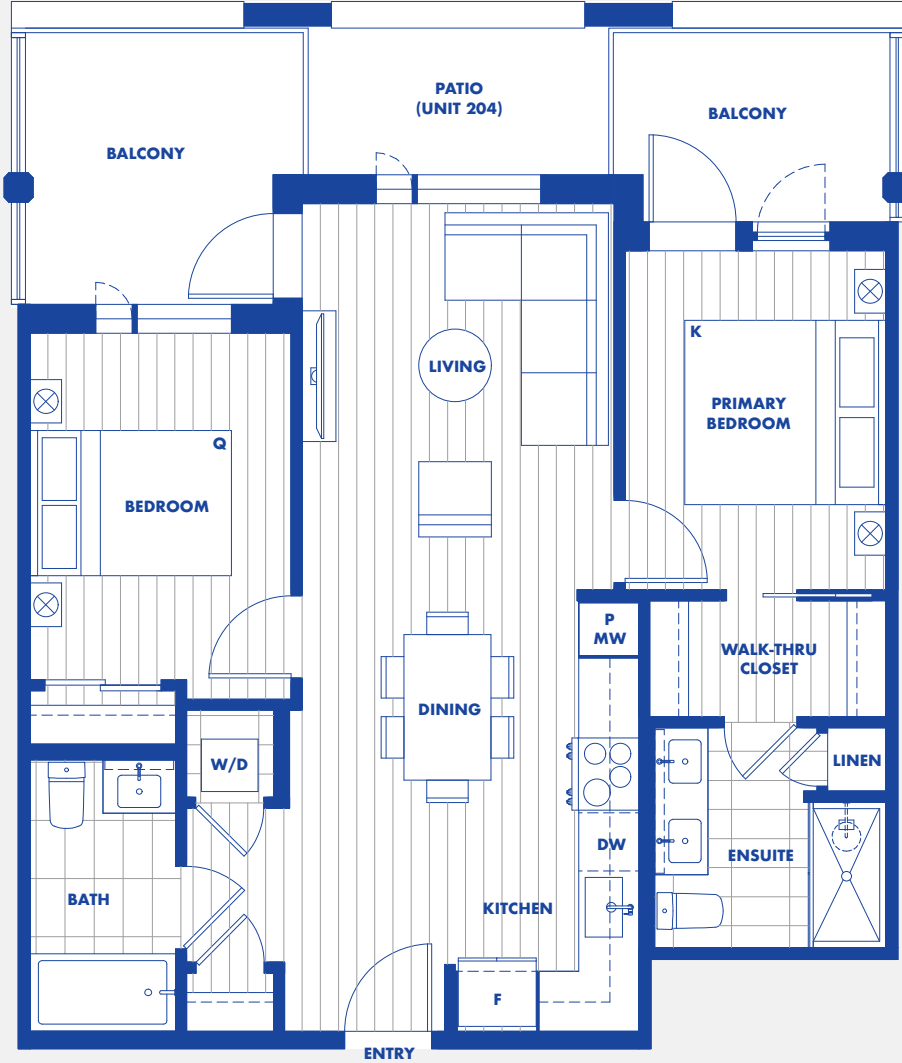 PATIO
(UNIT 204)
BALCONY
BALCONY
LIVING
K
PRIMARY
BEDROOM
Q
BEDROOM
P
MW
WALK-THRU
CLOSET
DINING
W/D
LINEN
DW
ENSUITE
BATH
KITCHEN
F
ENTRY